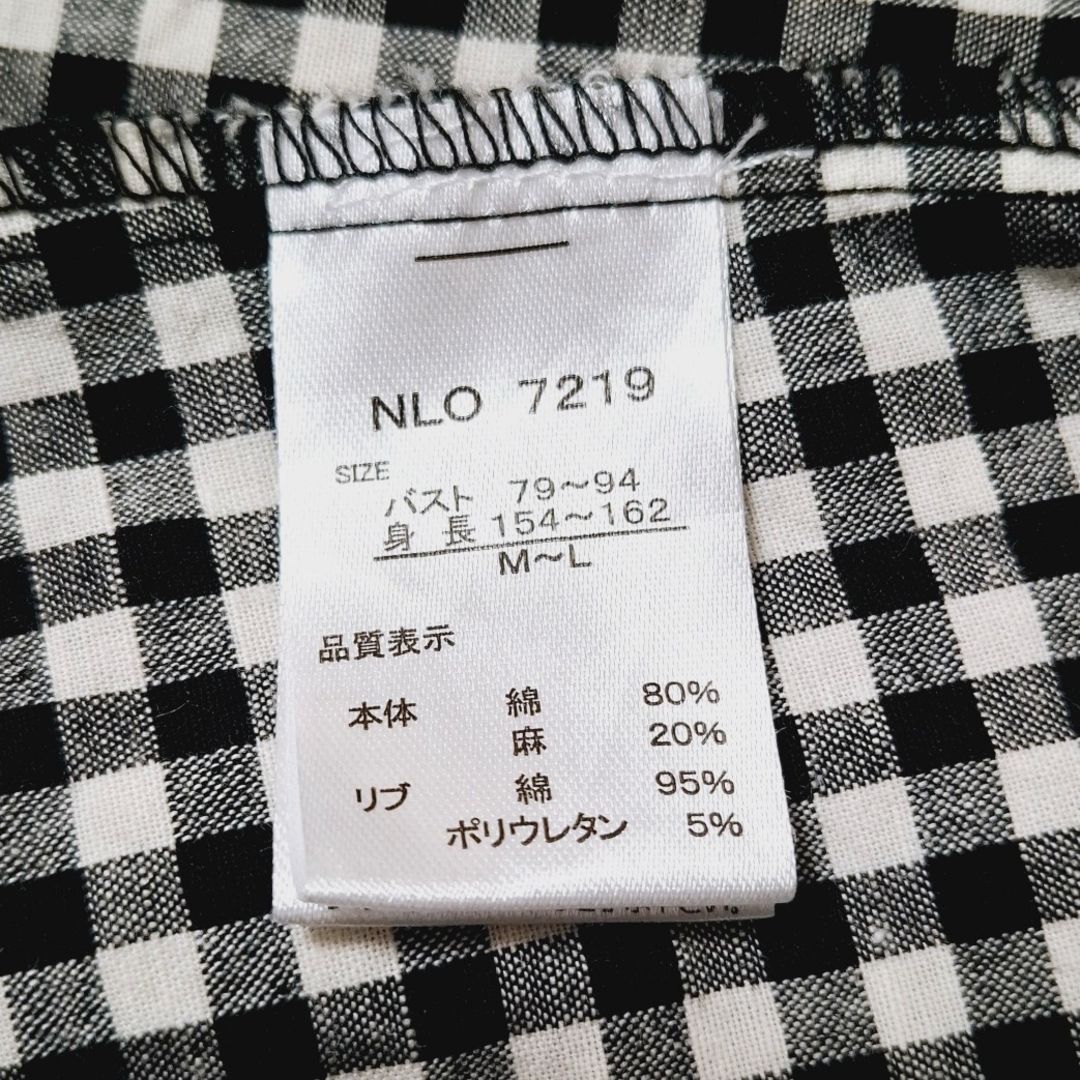 NLO 7219
SIZE
バスト 79〜94
身 長 154〜162
M〜L
品質表示
本体 綿 80%
麻 20%
リブ 綿 95%
ポリウレタン 5%